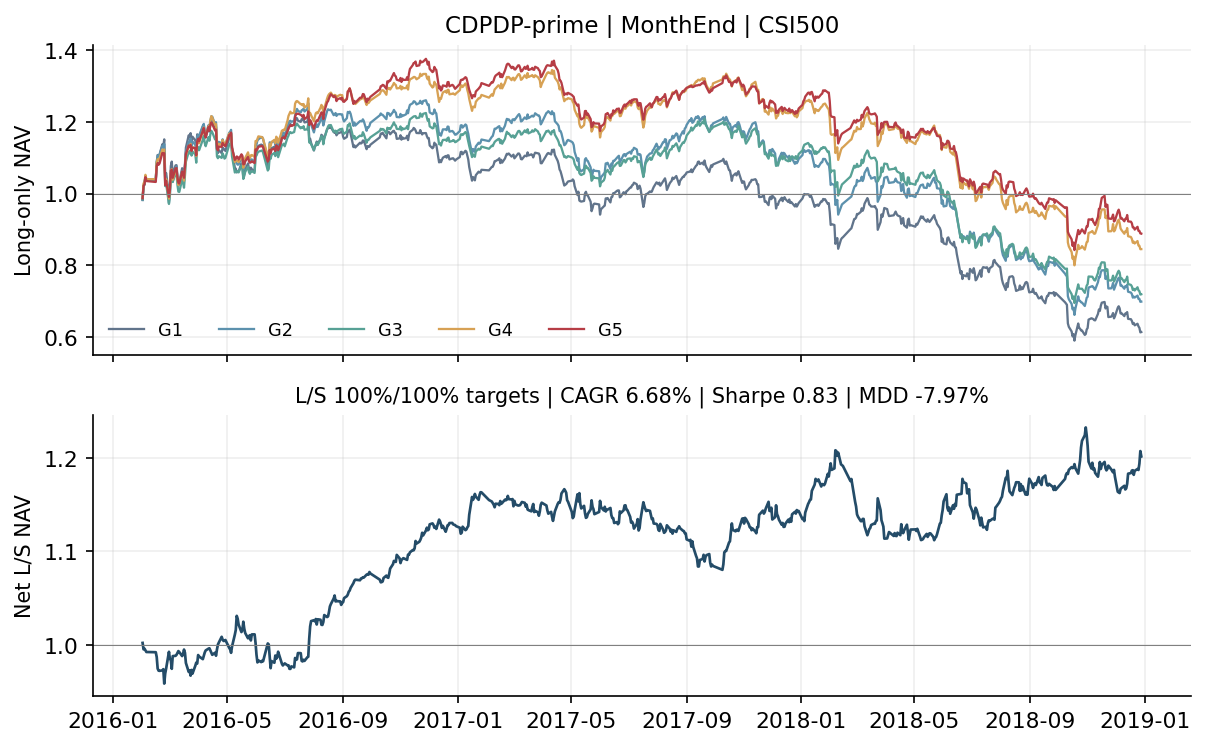 CDPDP-prime | MonthEnd | CSI500
Long-only NAV
1.4
1.2
1.0
0.8
0.6
G1 G2 G3 G4 G5
L/S 100%/100% targets | CAGR 6.68% | Sharpe 0.83 | MDD -7.97%
Net L/S NAV
1.2
1.1
1.0
2016-01 2016-05 2016-09 2017-01 2017-05 2017-09 2018-01 2018-05 2018-09 2019-01